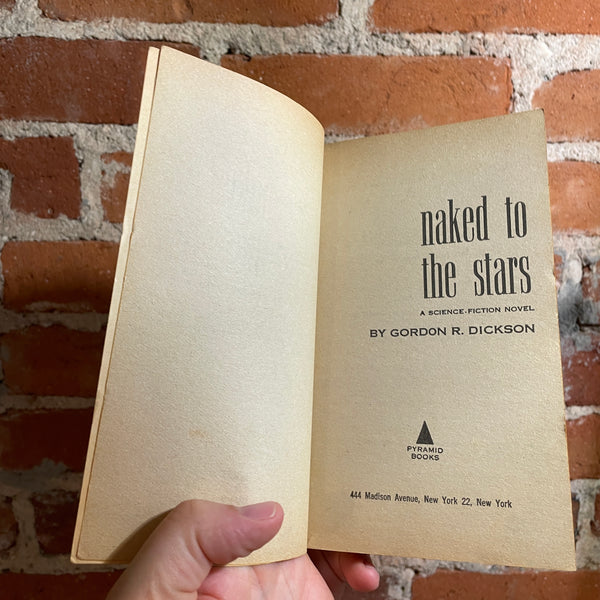 naked to
the stars
A SCIENCE-FICTION NOVEL
BY GORDON R. DICKSON
PYRAMID
BOOKS
444 Madison Avenue, New York 22, New York